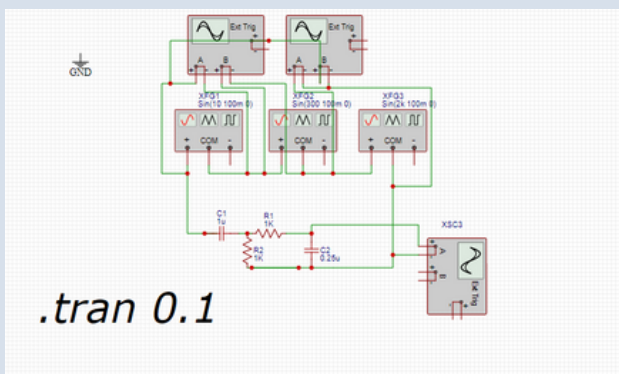 Ext Trig
Ext Trig
A B
A B
GND
XFG1
Sin(10 100m 0)
XFG2
Sin(300 100m 0)
XFG3
Sin(2k 100m 0)
+ COM -
+ COM -
+ COM -
C1
1u
R1
1K
R2
1K
C2
0.25u
XSC3
A
B
Ext Trig
.tran 0.1